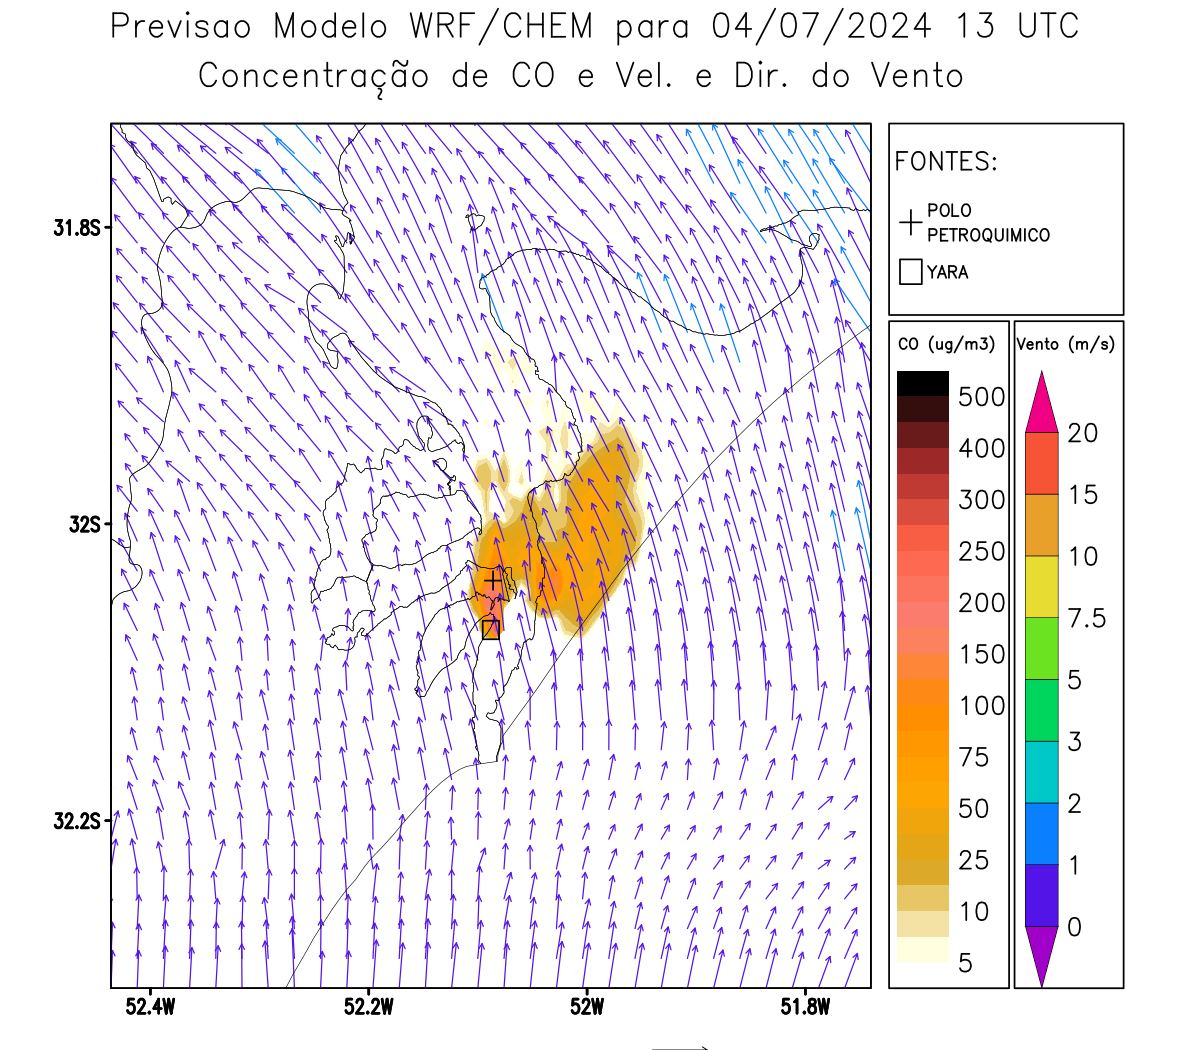 Previsao Modelo WRF/CHEM para 04/07/2024 13 UTC
Concentração de CO e Vel. e Dir. do Vento
FONTES:
POLO
PETROQUIMICO
YARA
CO (ug/m3)
500
400
300
250
200
150
100
75
50
25
10
5
Vento (m/s)
20
15
10
7.5
5
3
2
1
0
31.8S
32S
32.2S
52.4W
52.2W
52W
51.8W